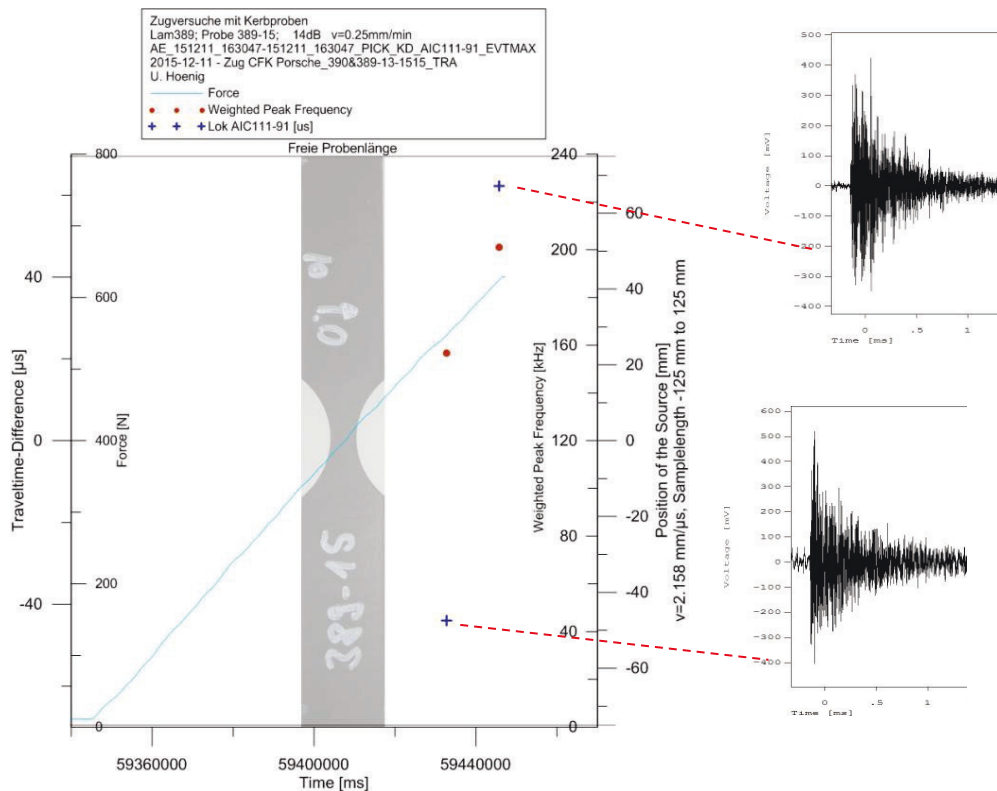 Zugversuche mit Kerbproben
Lam389; Probe 389-15; 14dB v=0.25mm/min
AE_151211_163047-151211_163047_PICK_KD_AIC111-91_EVTMAX
2015-12-11 - Zug CFK Porsche_390&389-13-1515_TRA
U. Hoenig
Force
Weighted Peak Frequency
Lok AIC111-91 [us]
Freie Probenlänge
Traveltime-Difference [µs]
40
0
-40
Force [N]
800
600
400
200
0
389-15
Weighted Peak Frequency [kHz]
240
200
160
120
80
40
0
Position of the Source [mm]
v=2.158 mm/µs, Samplelength -125 mm to 125 mm
60
40
20
0
-20
-40
-60
59360000
59400000
59440000
Time [ms]
Voltage [mV]
500
400
300
200
100
0
-100
-200
-300
-400
0
.5
1
Time [ms]
Voltage [mV]
600
500
400
300
200
100
0
-100
-200
-300
-400
0
.5
1
Time [ms]